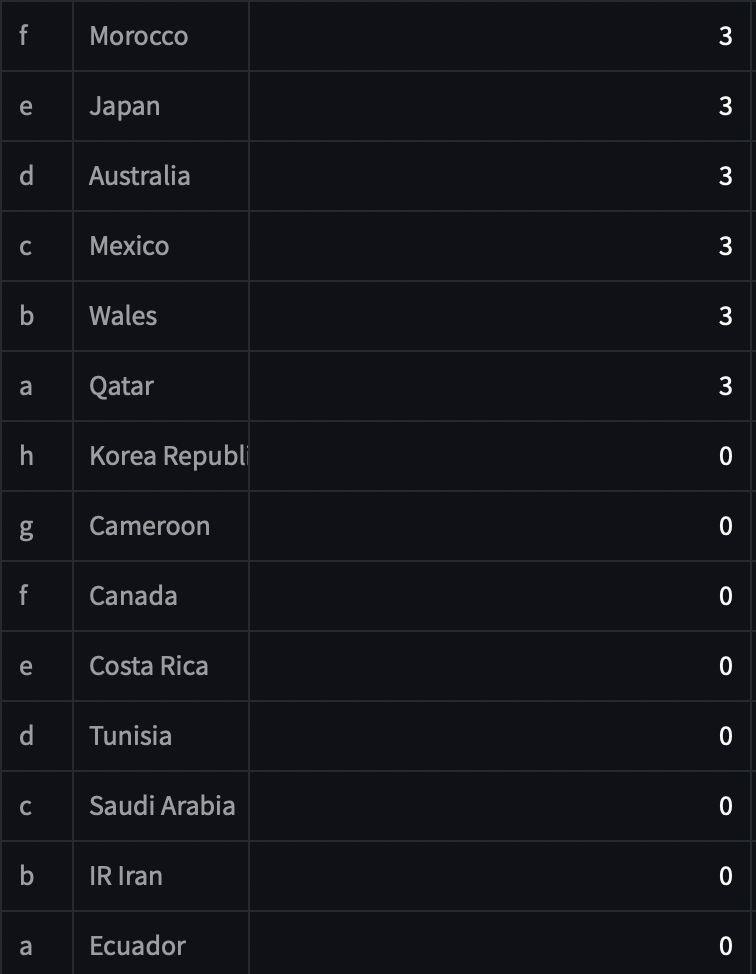 f Morocco 3
e Japan 3
d Australia 3
c Mexico 3
b Wales 3
a Qatar 3
h Korea Republi 0
g Cameroon 0
f Canada 0
e Costa Rica 0
d Tunisia 0
c Saudi Arabia 0
b IR Iran 0
a Ecuador 0